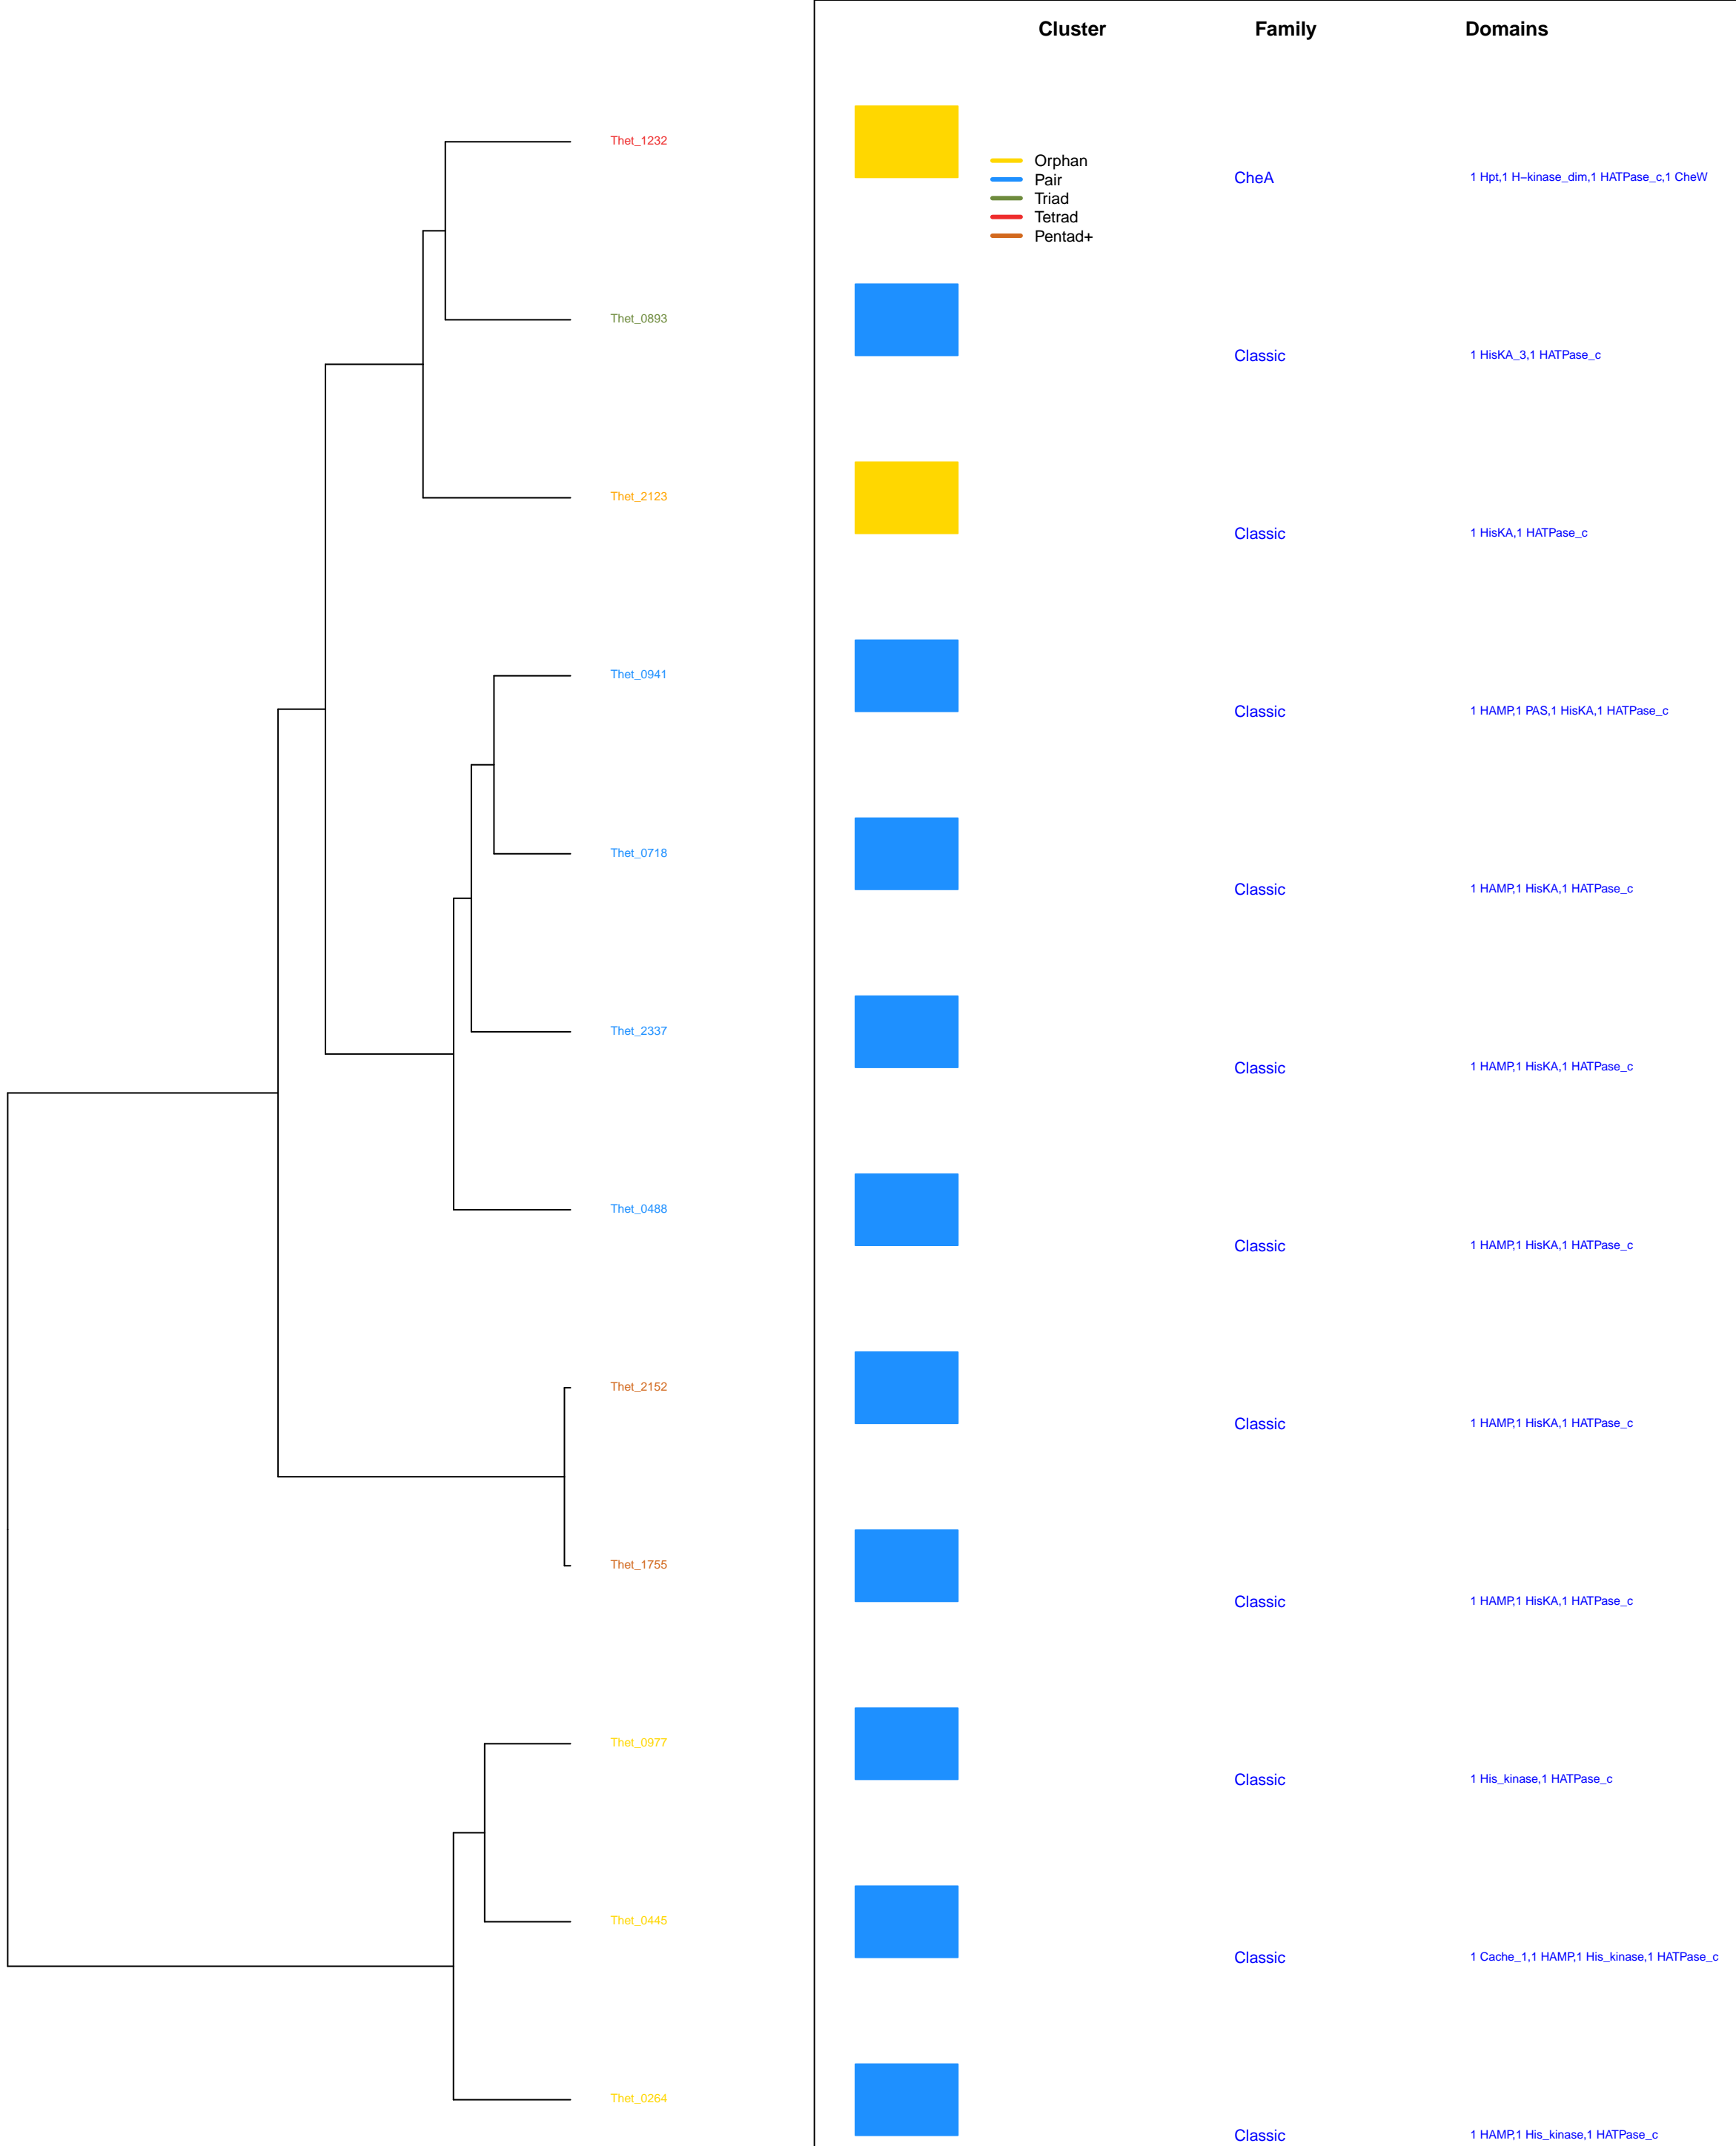 Cluster Family Domains
Thet_1232
Orphan
Pair
CheA 1 Hpt,1 H−kinase_dim,1 HATPase_c,1 CheW
Triad
Tetrad
Pentad+
Thet_0893
Classic 1 HisKA_3,1 HATPase_c
Thet_2123
Classic 1 HisKA,1 HATPase_c
Thet_0941
Classic 1 HAMP,1 PAS,1 HisKA,1 HATPase_c
Thet_0718
Classic 1 HAMP,1 HisKA,1 HATPase_c
Thet_2337
Classic 1 HAMP,1 HisKA,1 HATPase_c
Thet_0488
Classic 1 HAMP,1 HisKA,1 HATPase_c
Thet_2152
Classic 1 HAMP,1 HisKA,1 HATPase_c
Thet_1755
Classic 1 HAMP,1 HisKA,1 HATPase_c
Thet_0977
Classic 1 His_kinase,1 HATPase_c
Thet_0445
Classic 1 Cache_1,1 HAMP,1 His_kinase,1 HATPase_c
Thet_0264
Classic 1 HAMP,1 His_kinase,1 HATPase_c